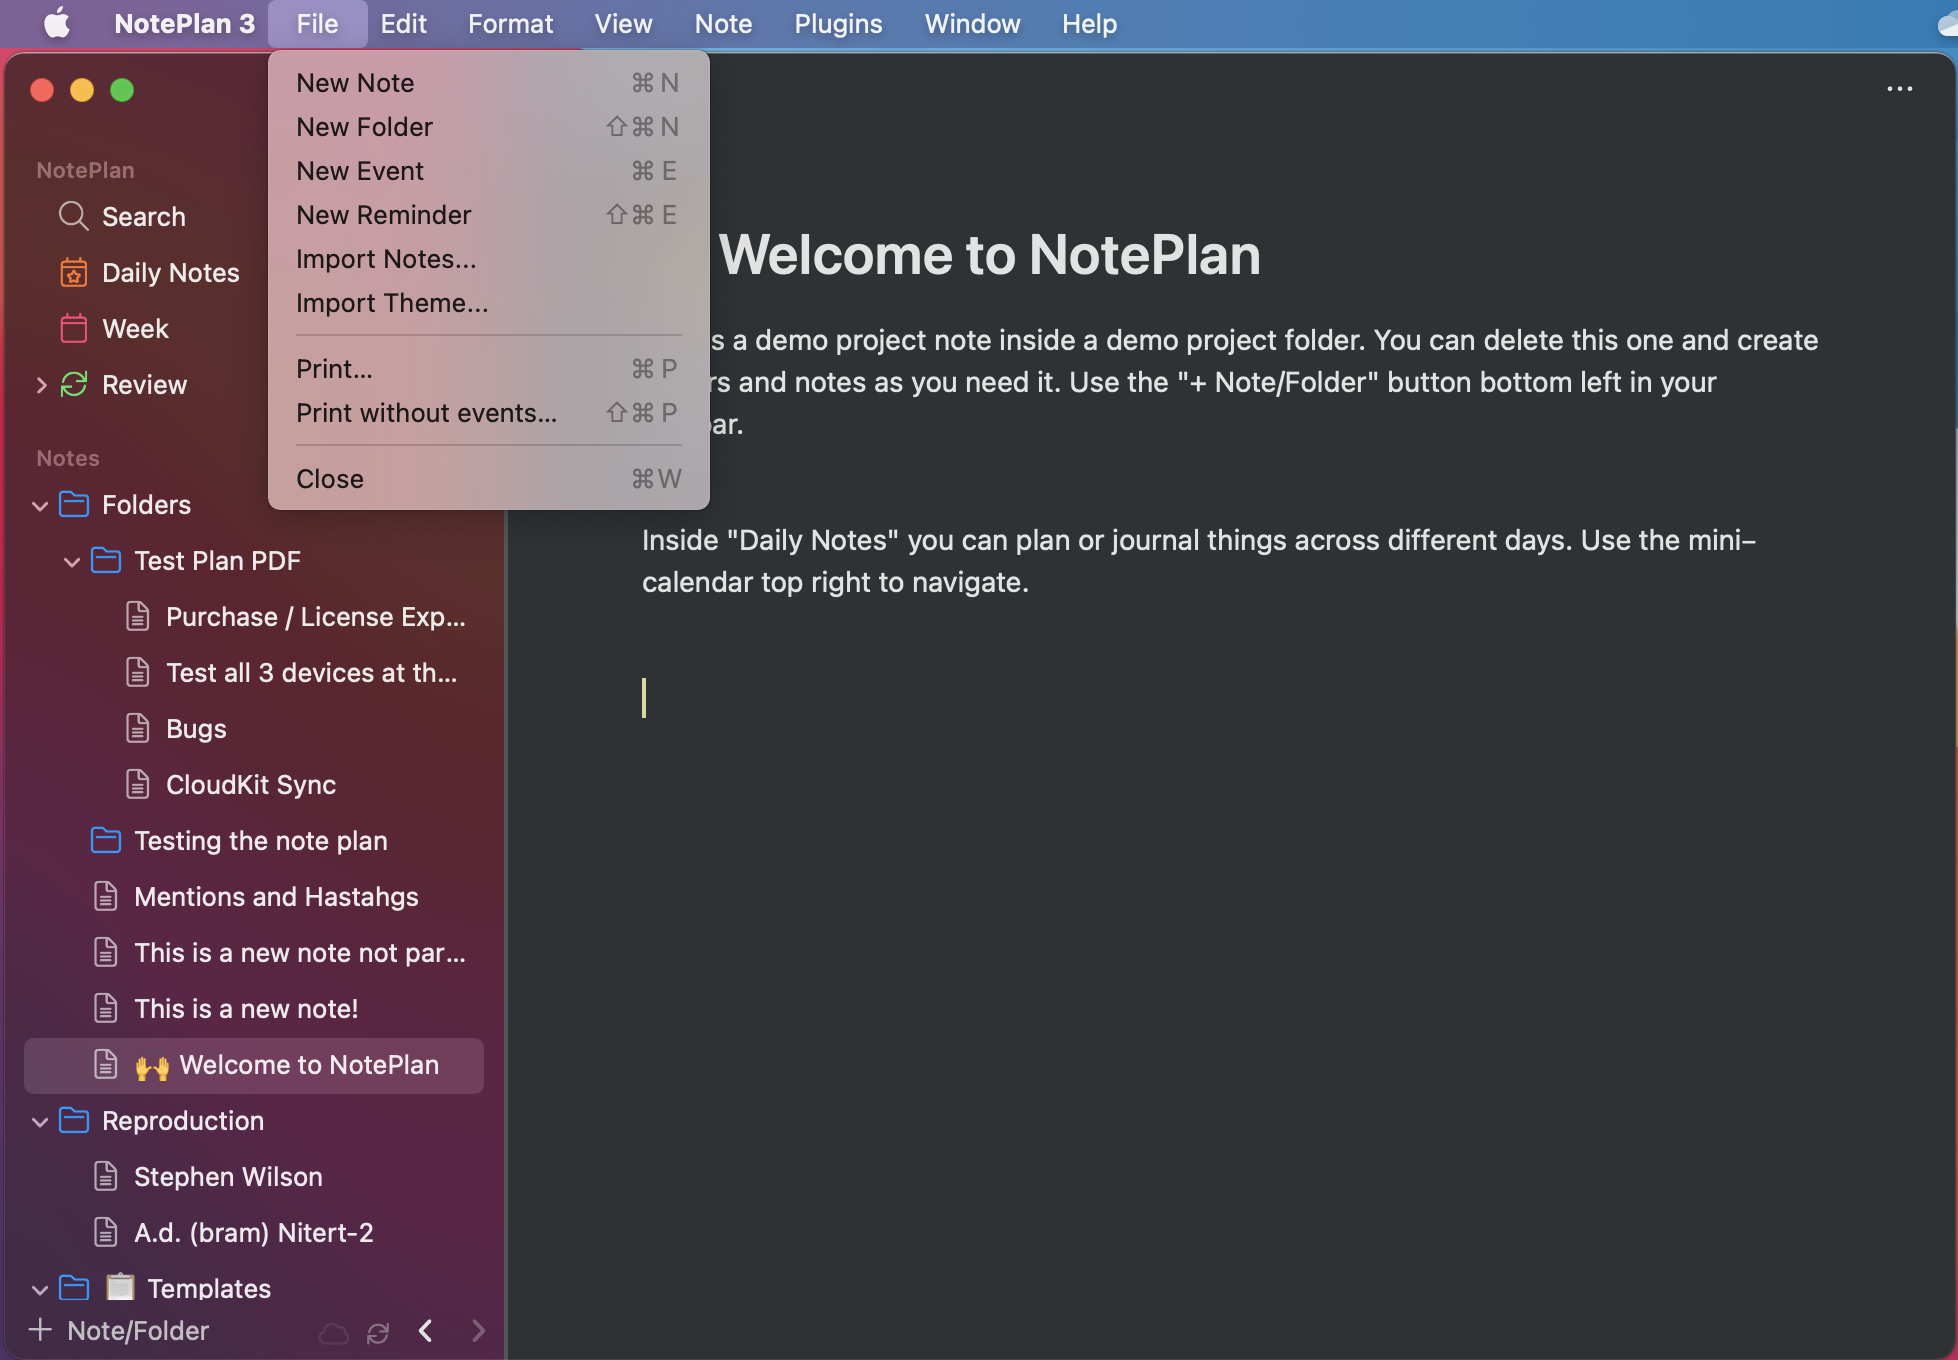 NotePlan 3 File Edit Format View Note Plugins Window Help
New Note ⌘ N
New Folder ⇧⌘ N
New Event ⌘ E
New Reminder ⇧⌘ E
Import Notes...
Import Theme...
Print... ⌘ P
Print without events... ⇧⌘ P
Close ⌘W
NotePlan
Search
Daily Notes
Week
Review
Notes
Folders
Test Plan PDF
Purchase / License Exp...
Test all 3 devices at th...
Bugs
CloudKit Sync
Testing the note plan
Mentions and Hastahgs
This is a new note not par...
This is a new note!
🙌 Welcome to NotePlan
Reproduction
Stephen Wilson
A.d. (bram) Nitert-2
Templates
+ Note/Folder
Welcome to NotePlan
s a demo project note inside a demo project folder. You can delete this one and create
rs and notes as you need it. Use the "+ Note/Folder" button bottom left in your
ar.
Inside "Daily Notes" you can plan or journal things across different days. Use the mini-
calendar top right to navigate.